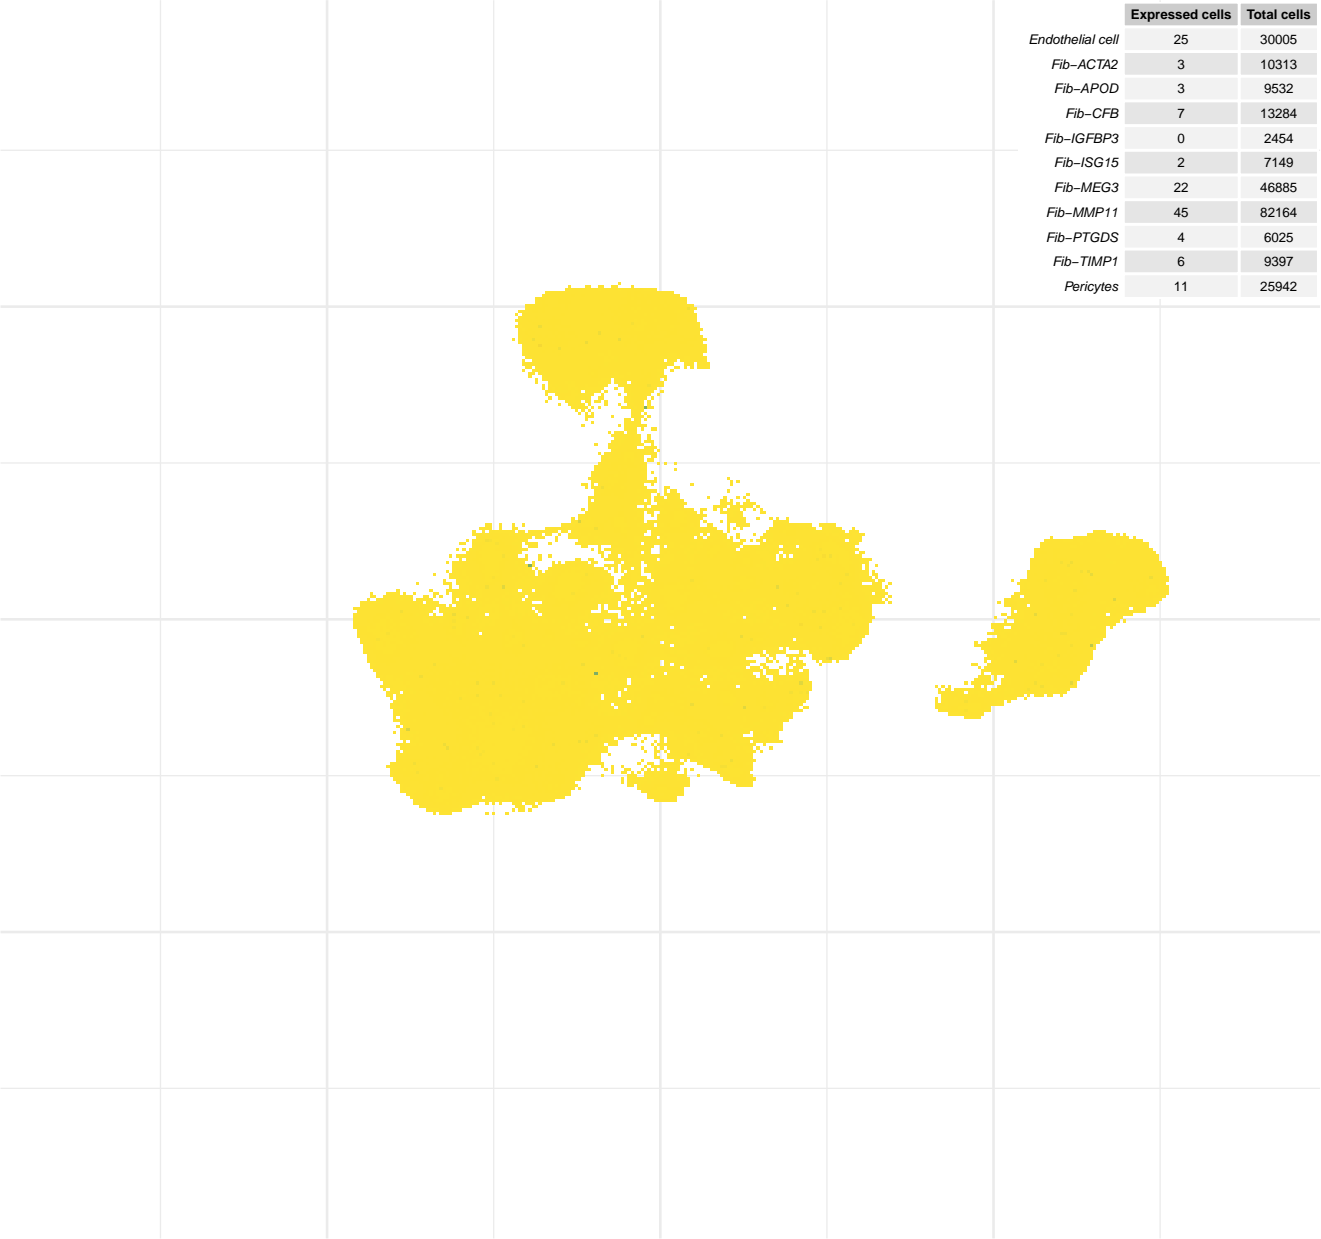 Expressed cells Total cells
Endothelial cell 25 30005
Fib−ACTA2 3 10313
Fib−APOD 3 9532
Fib−CFB 7 13284
Fib−IGFBP3 0 2454
Fib−ISG15 2 7149
Fib−MEG3 22 46885
Fib−MMP11 45 82164
Fib−PTGDS 4 6025
Fib−TIMP1 6 9397
Pericytes 11 25942